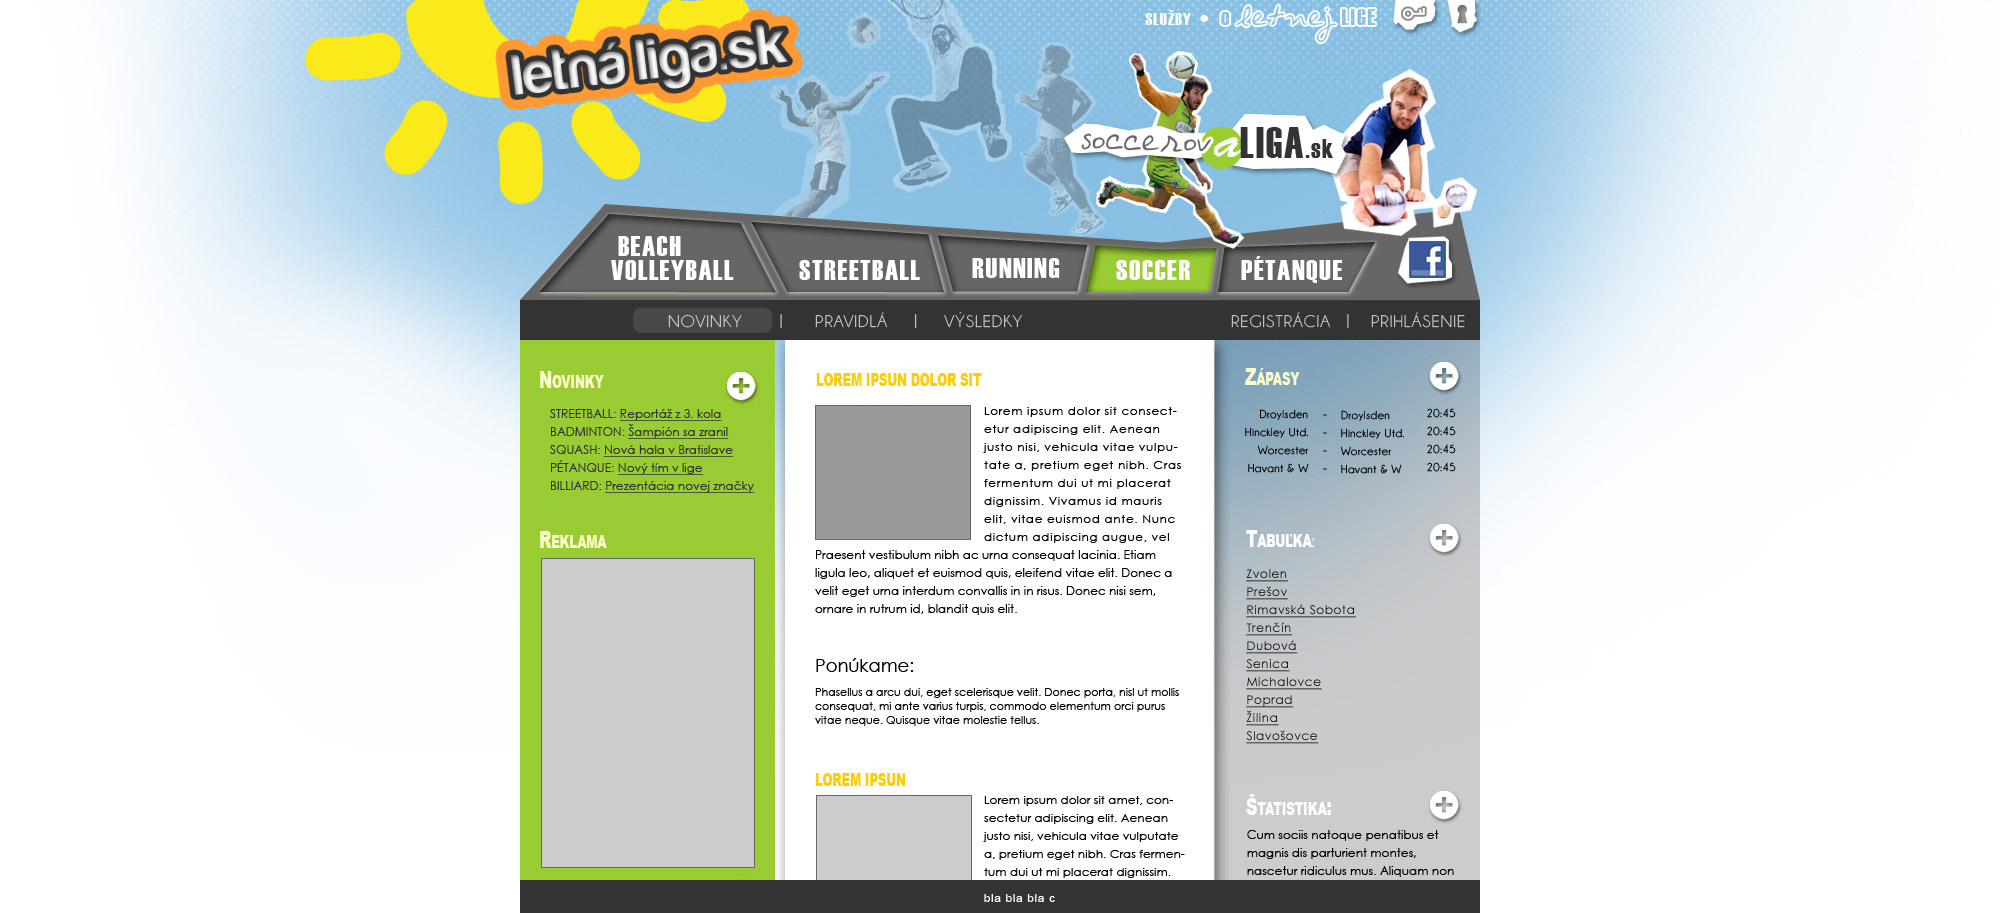 SLUŽBY • O letnej LIGE
letná liga.sk
soccerovaLIGA.sk
BEACH
VOLLEYBALL
STREETBALL
RUNNING
SOCCER
PÉTANQUE
f
NOVINKY | PRAVIDLÁ | VÝSLEDKY
REGISTRÁCIA | PRIHLÁSENIE
NOVINKY
STREETBALL: Reportáž z 3. kola
BADMINTON: Šampión sa zranil
SQUASH: Nová hala v Bratislave
PÉTANQUE: Nový tím v lige
BILLIARD: Prezentácia novej značky
REKLAMA
LOREM IPSUN DOLOR SIT
Lorem ipsum dolor sit consect-
etur adipiscing elit. Aenean
justo nisi, vehicula vitae vulpu-
tate a, pretium eget nibh. Cras
fermentum dui ut mi placerat
dignissim. Vivamus id mauris
elit, vitae euismod ante. Nunc
dictum adipiscing augue, vel
Praesent vestibulum nibh ac urna consequat lacinia. Etiam
ligula leo, aliquet et euismod quis, eleifend vitae elit. Donec a
velit eget urna interdum convallis in in risus. Donec nisi sem,
ornare in rutrum id, blandit quis elit.
Ponúkame:
Phasellus a arcu dui, eget scelerisque velit. Donec porta, nisl ut mollis
consequat, mi ante varius turpis, commodo elementum orci purus
vitae neque. Quisque vitae molestie tellus.
LOREM IPSUN
Lorem ipsum dolor sit amet, con-
sectetur adipiscing elit. Aenean
justo nisi, vehicula vitae vulputate
a, pretium eget nibh. Cras fermen-
tum dui ut mi placerat dignissim.
ZÁPASY
Droylsden - Droylsden 20:45
Hinckley Utd. - Hinckley Utd. 20:45
Worcester - Worcester 20:45
Havant & W - Havant & W 20:45
TABUĽKA:
Zvolen
Prešov
Rimavská Sobota
Trenčín
Dubová
Senica
Michalovce
Poprad
Žilina
Slavošovce
ŠTATISTIKA:
Cum sociis natoque penatibus et
magnis dis parturient montes,
nascetur ridiculus mus. Aliquam non
bla bla bla c